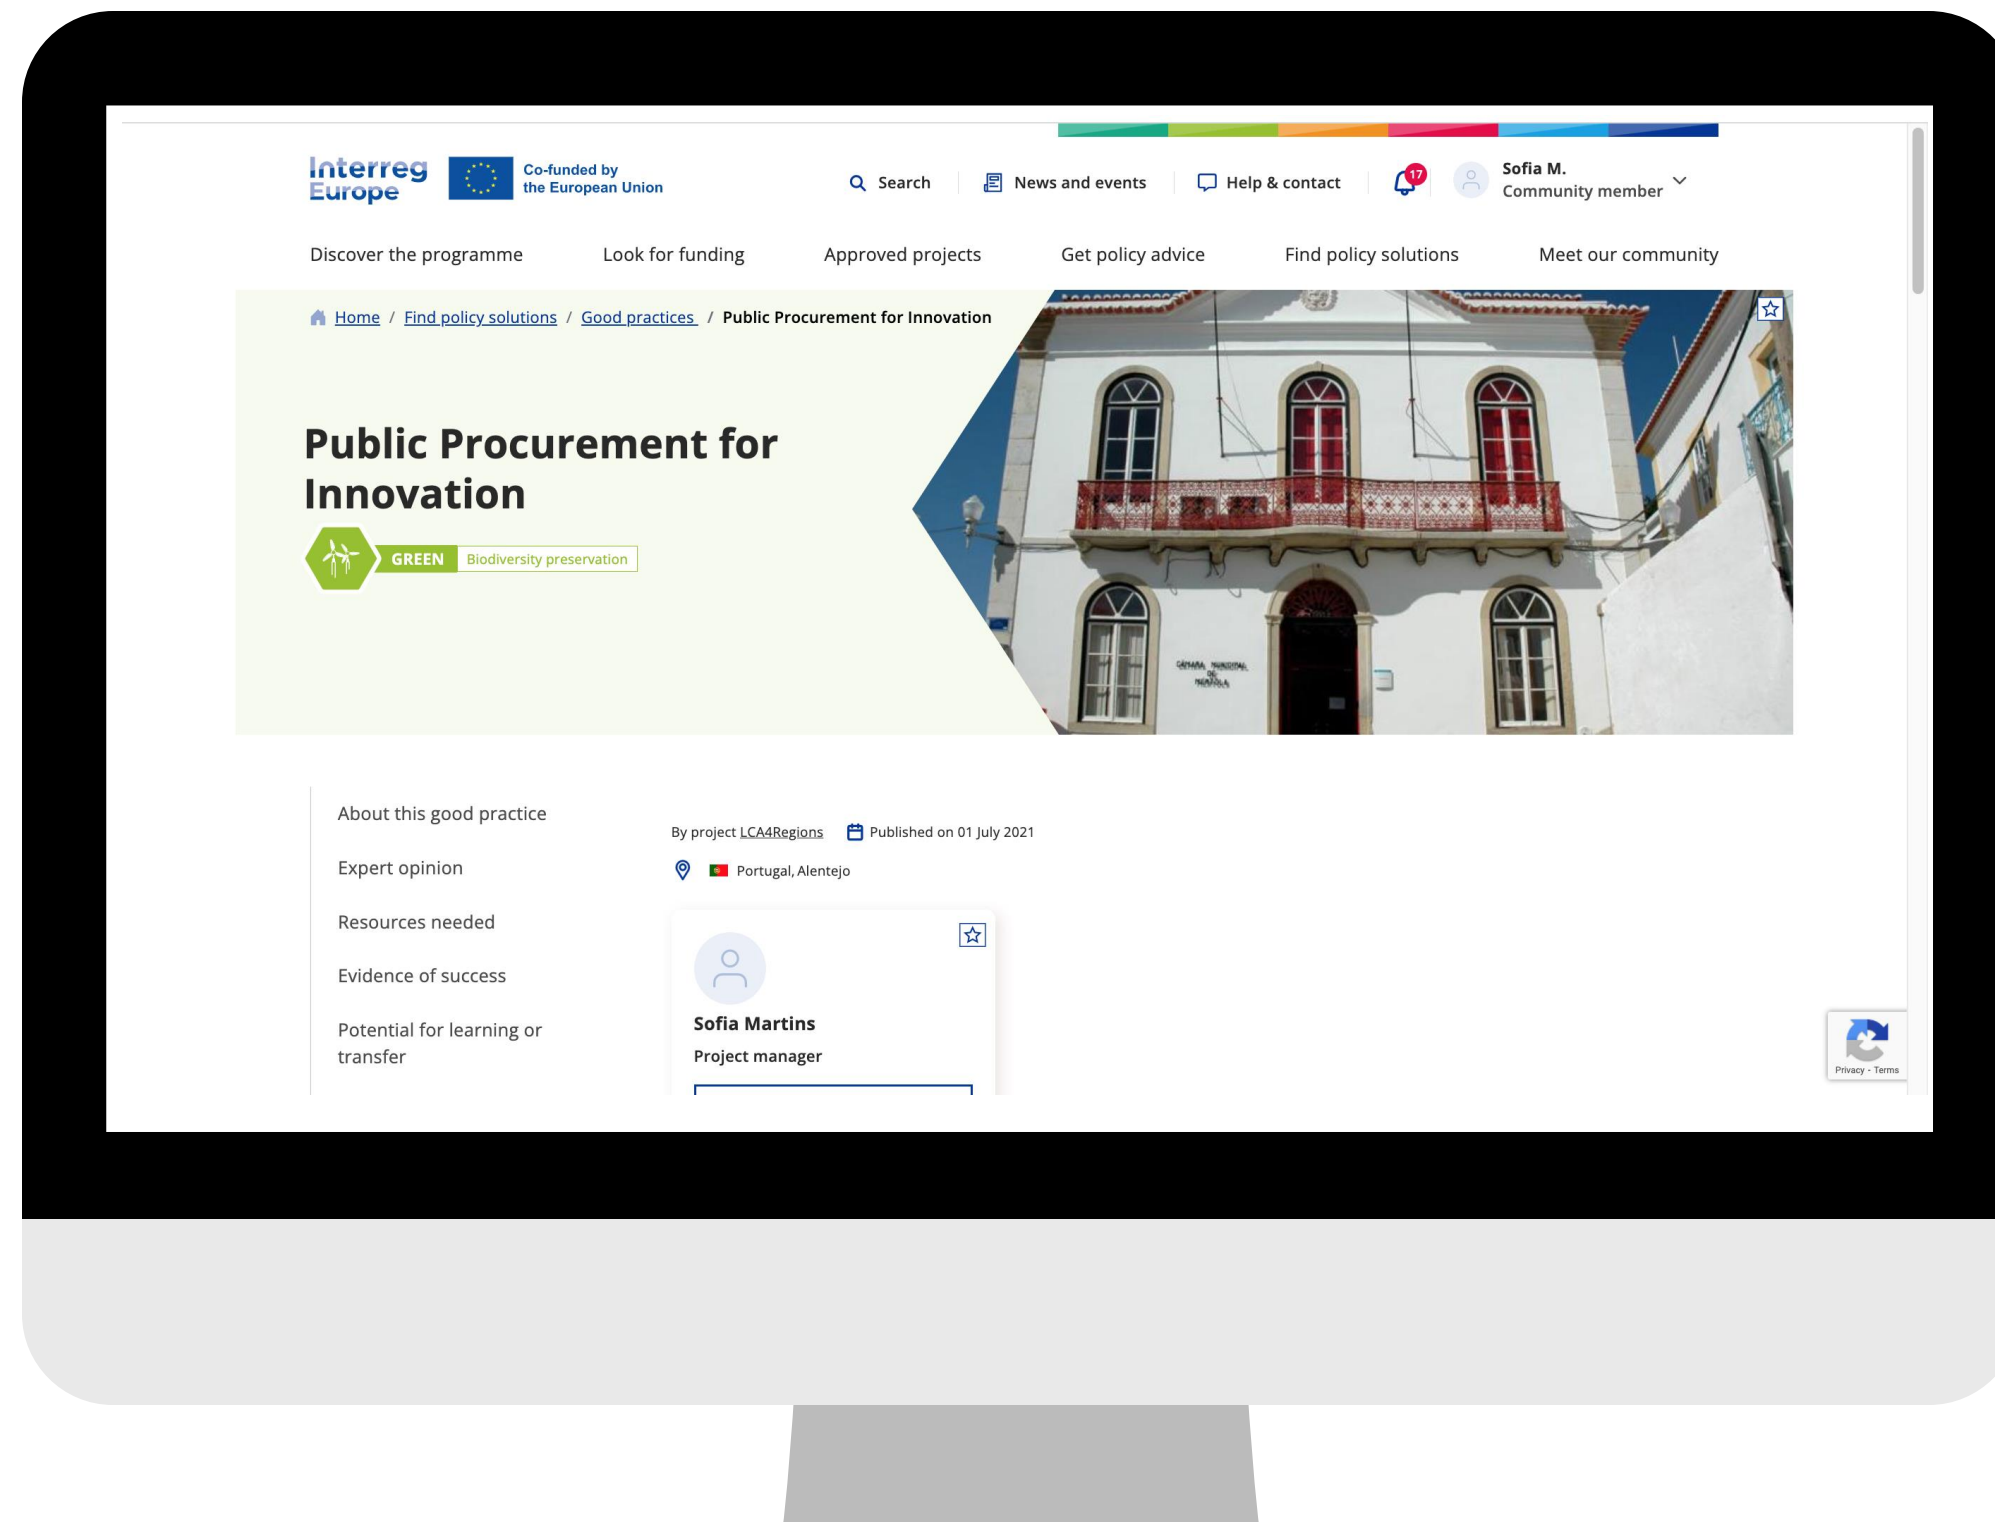 Interreg
Europe
Co-funded by
the European Union
Search
News and events
Help & contact
17
Sofia M.
Community member
Discover the programme
Look for funding
Approved projects
Get policy advice
Find policy solutions
Meet our community
Home / Find policy solutions / Good practices / Public Procurement for Innovation
Public Procurement for
Innovation
GREEN
Biodiversity preservation
CÂMARA MUNICIPAL
DE
MÉRTOLA
About this good practice
Expert opinion
Resources needed
Evidence of success
Potential for learning or
transfer
By project LCA4Regions
Published on 01 July 2021
Portugal, Alentejo
Sofia Martins
Project manager
Privacy - Terms